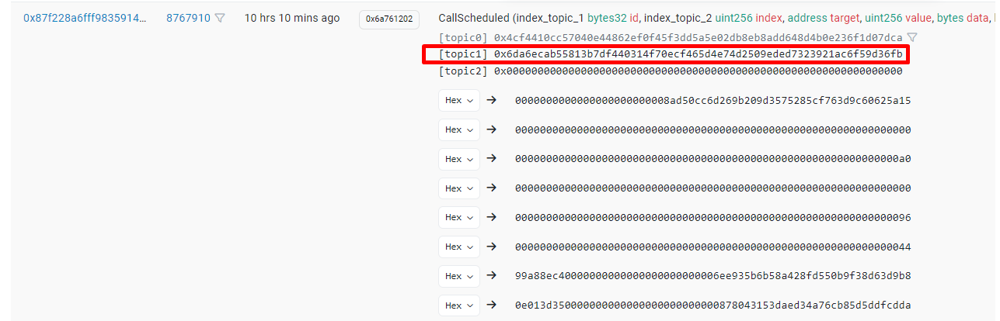 0x87f228a6fff9835914... 8767910 10 hrs 10 mins ago 0x6a761202 CallScheduled (index_topic_1 bytes32 id, index_topic_2 uint256 index, address target, uint256 value, bytes data,
[topic0] 0x4cf4410cc57040e44862ef0f45f3dd5a5e02db8eb8add648d4b0e236f1d07dca
[topic1] 0x6da6ecab55813b7df440314f70ecf465d4e74d2509eded7323921ac6f59d36fb
[topic2] 0x0000000000000000000000000000000000000000000000000000000000000000
Hex → 0000000000000000000000008ad50cc6d269b209d3575285cf763d9c60625a15
Hex → 0000000000000000000000000000000000000000000000000000000000000000
Hex → 00000000000000000000000000000000000000000000000000000000000000a0
Hex → 0000000000000000000000000000000000000000000000000000000000000000
Hex → 0000000000000000000000000000000000000000000000000000000000000096
Hex → 0000000000000000000000000000000000000000000000000000000000000044
Hex → 99a88ec40000000000000000000000006ee935b6b58a428fd550b9f38d63d9b8
Hex → 0e013d350000000000000000000000000878043153daed34a76cb85d5ddfcdda